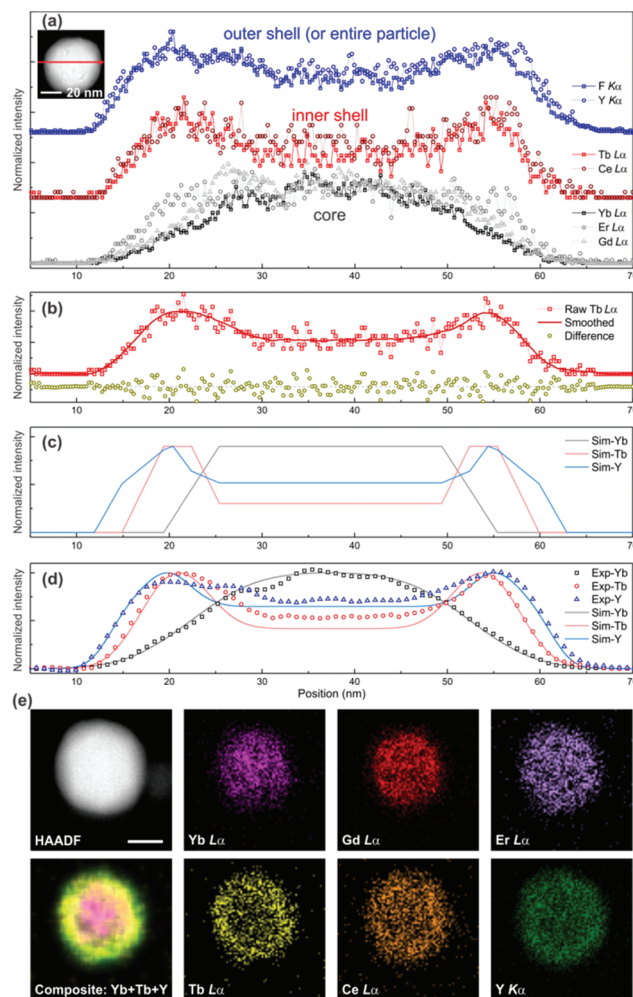 (a)
outer shell (or entire particle)
20 nm
F Kα
Y Kα
inner shell
Tb Lα
Ce Lα
core
Yb Lα
Er Lα
Gd Lα
Normalized intensity
10 20 30 40 50 60 70
(b)
Raw Tb Lα
Smoothed
Difference
Normalized intensity
10 20 30 40 50 60 70
(c)
Sim-Yb
Sim-Tb
Sim-Y
Normalized intensity
10 20 30 40 50 60 70
(d)
Exp-Yb
Exp-Tb
Exp-Y
Sim-Yb
Sim-Tb
Sim-Y
Normalized intensity
10 20 30 40 50 60 70
Position (nm)
(e)
HAADF
Yb Lα
Gd Lα
Er Lα
Composite: Yb+Tb+Y
Tb Lα
Ce Lα
Y Kα